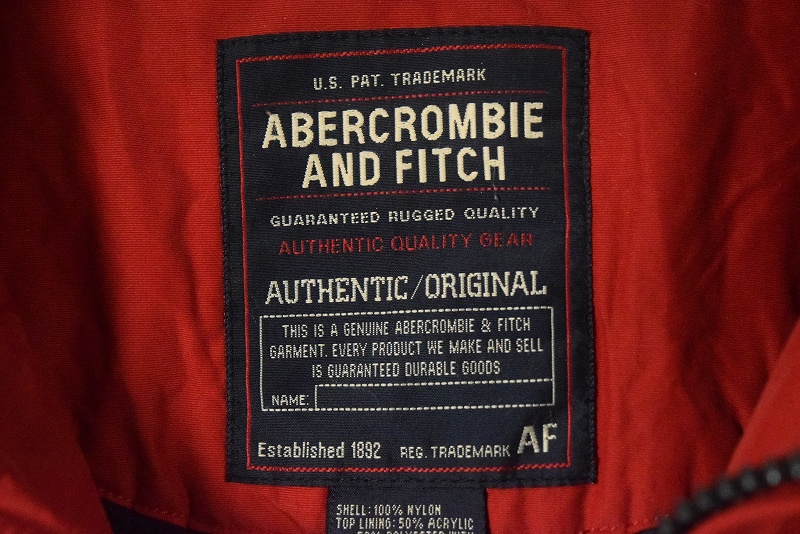 U.S. PAT. TRADEMARK
ABERCROMBIE
AND FITCH
GUARANTEED RUGGED QUALITY
AUTHENTIC QUALITY GEAR
AUTHENTIC/ORIGINAL
THIS IS A GENUINE ABERCROMBIE & FITCH
GARMENT. EVERY PRODUCT WE MAKE AND SELL
IS GUARANTEED DURABLE GOODS
NAME:
Established 1892 REG. TRADEMARK AF
SHELL: 100% NYLON
TOP LINING: 50% ACRYLIC